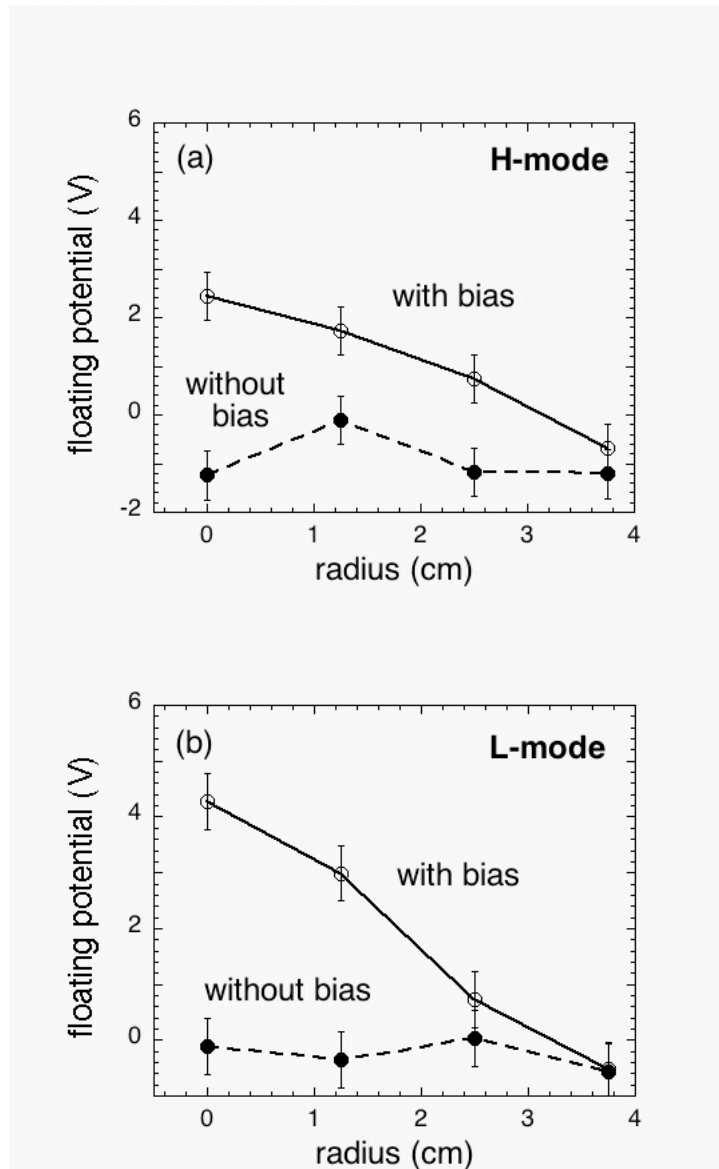 6
(a)
H-mode
4
with bias
2
without
bias
0
-2
floating potential (V)
0 1 2 3 4
radius (cm)
6
(b)
L-mode
4
with bias
2
without bias
0
floating potential (V)
0 1 2 3 4
radius (cm)